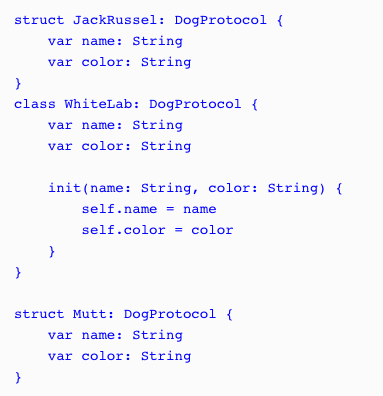 struct JackRussel: DogProtocol {
    var name: String
    var color: String
}
class WhiteLab: DogProtocol {
    var name: String
    var color: String

    init(name: String, color: String) {
        self.name = name
        self.color = color
    }
}

struct Mutt: DogProtocol {
    var name: String
    var color: String
}